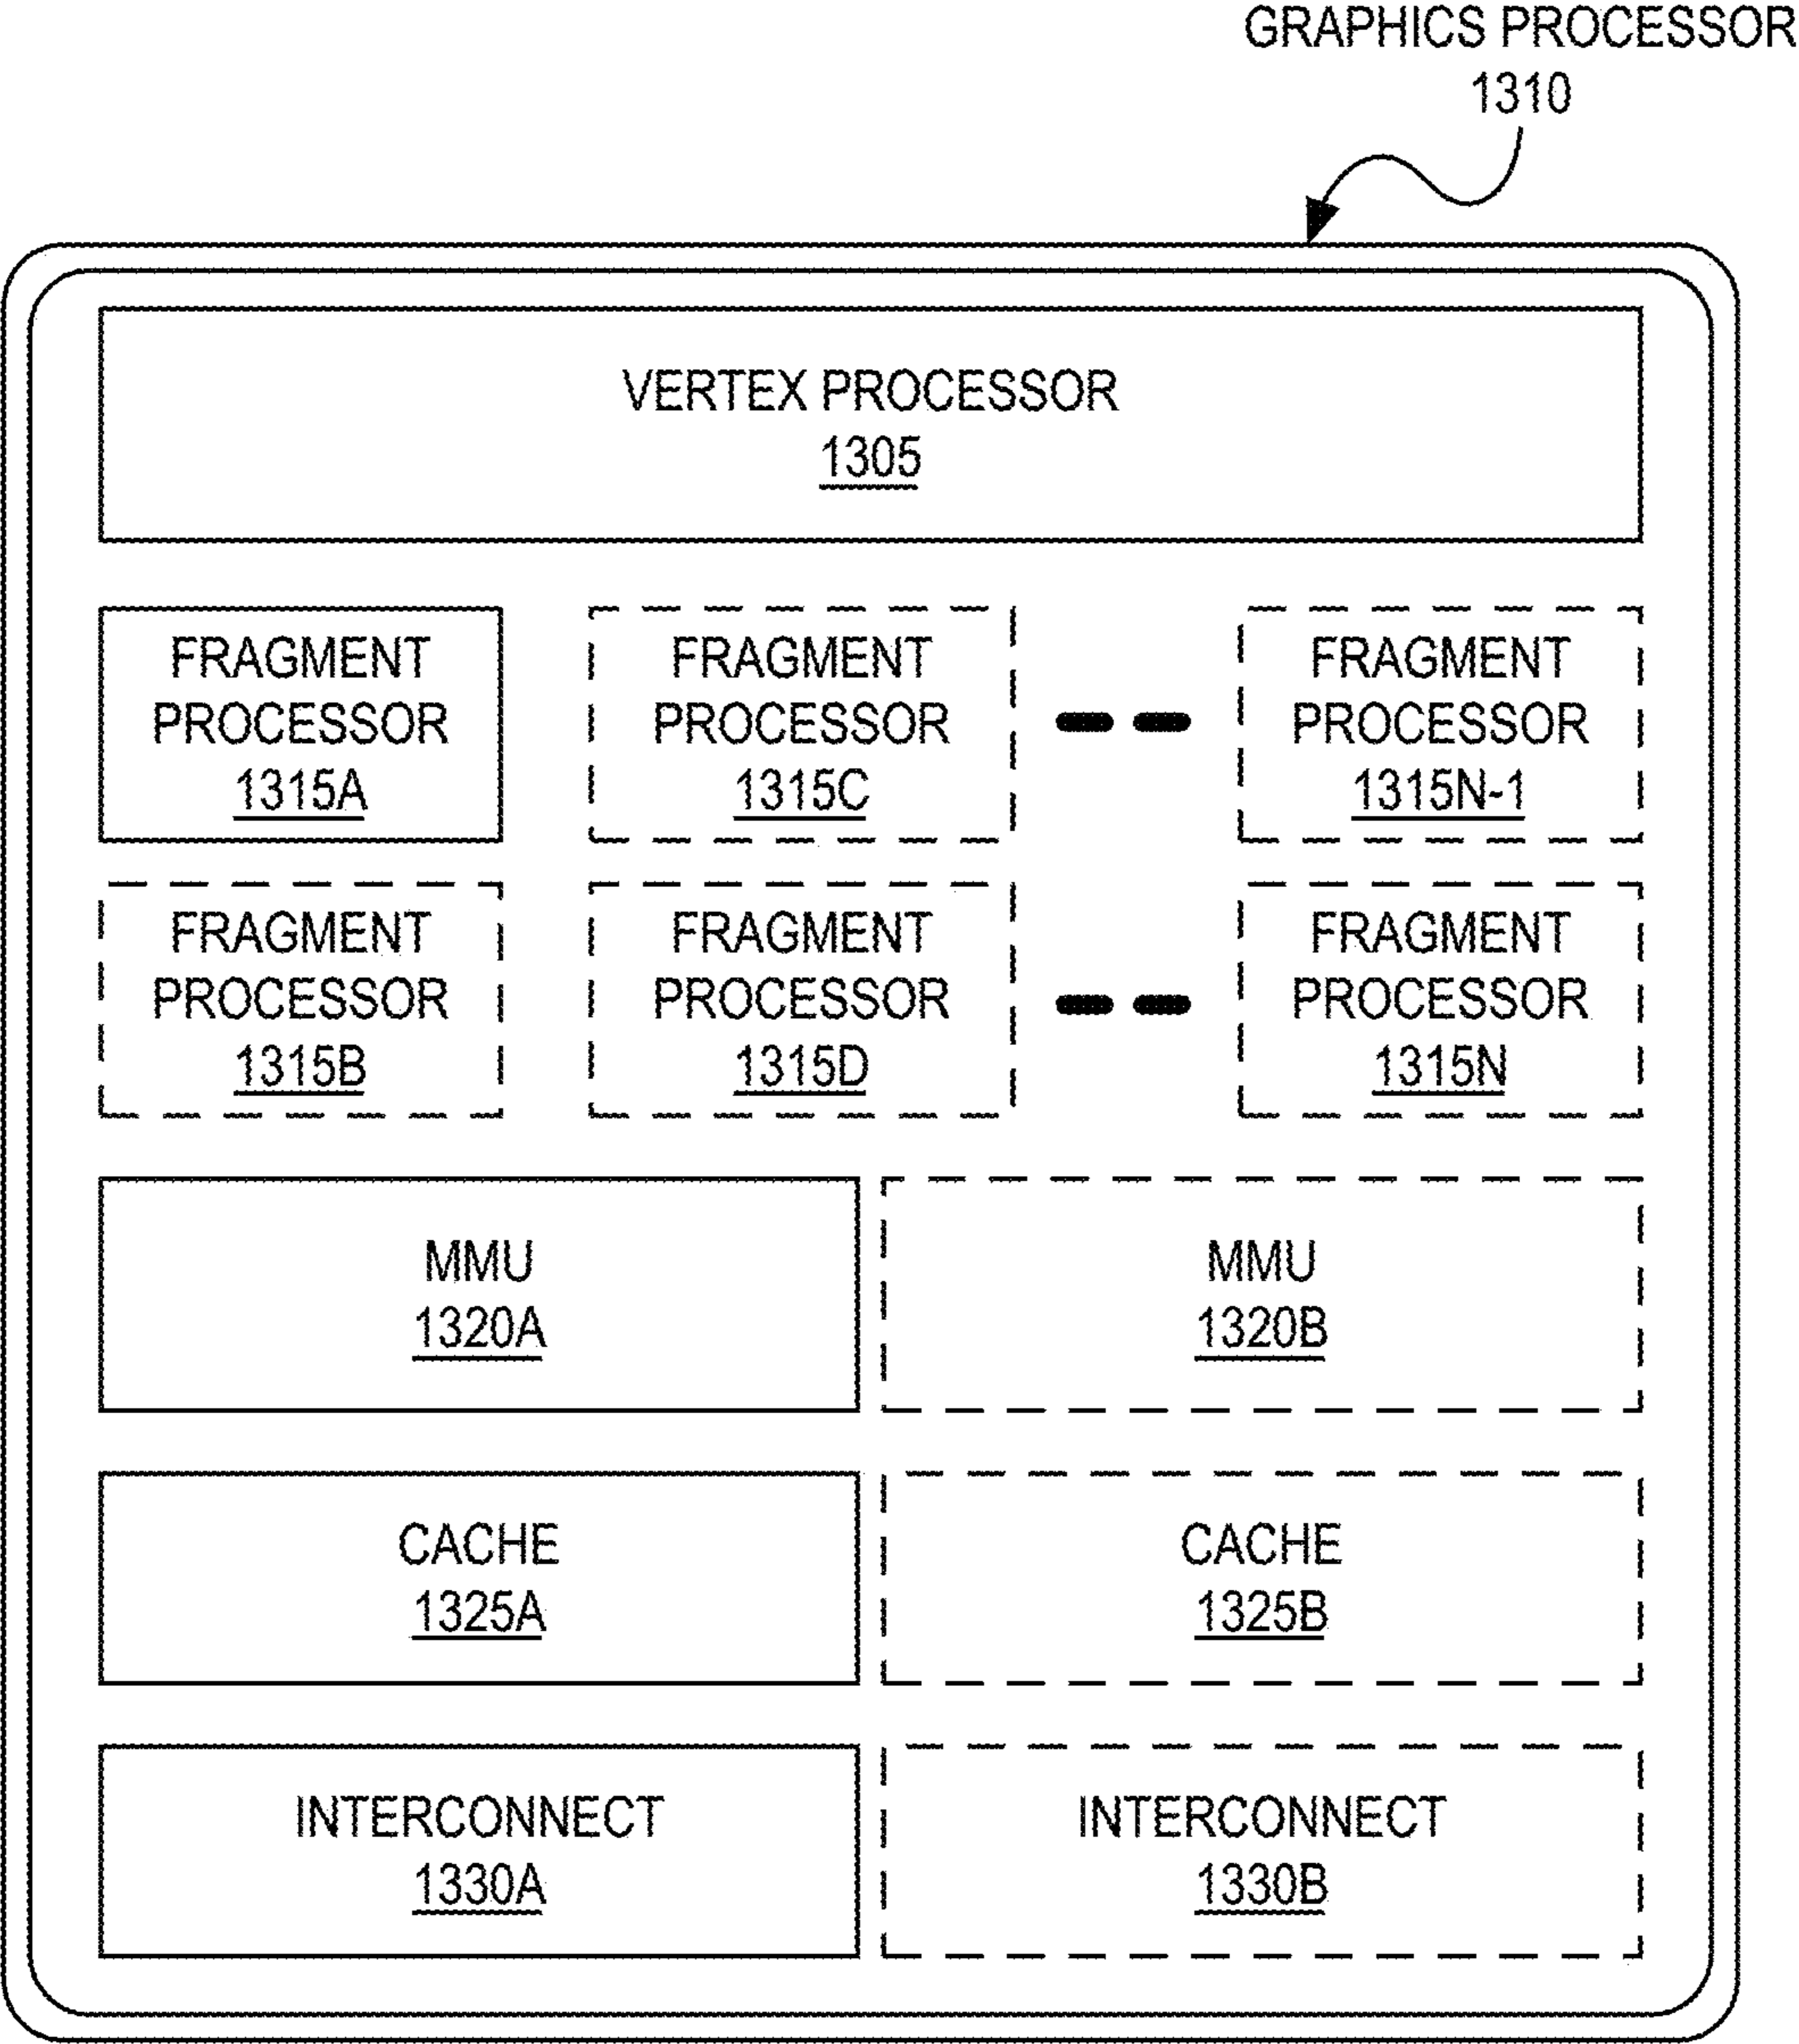 GRAPHICS PROCESSOR
1310
VERTEX PROCESSOR
1305
FRAGMENT
PROCESSOR
1315A
FRAGMENT
PROCESSOR
1315C
FRAGMENT
PROCESSOR
1315N-1
FRAGMENT
PROCESSOR
1315B
FRAGMENT
PROCESSOR
1315D
FRAGMENT
PROCESSOR
1315N
MMU
1320A
MMU
1320B
CACHE
1325A
CACHE
1325B
INTERCONNECT
1330A
INTERCONNECT
1330B